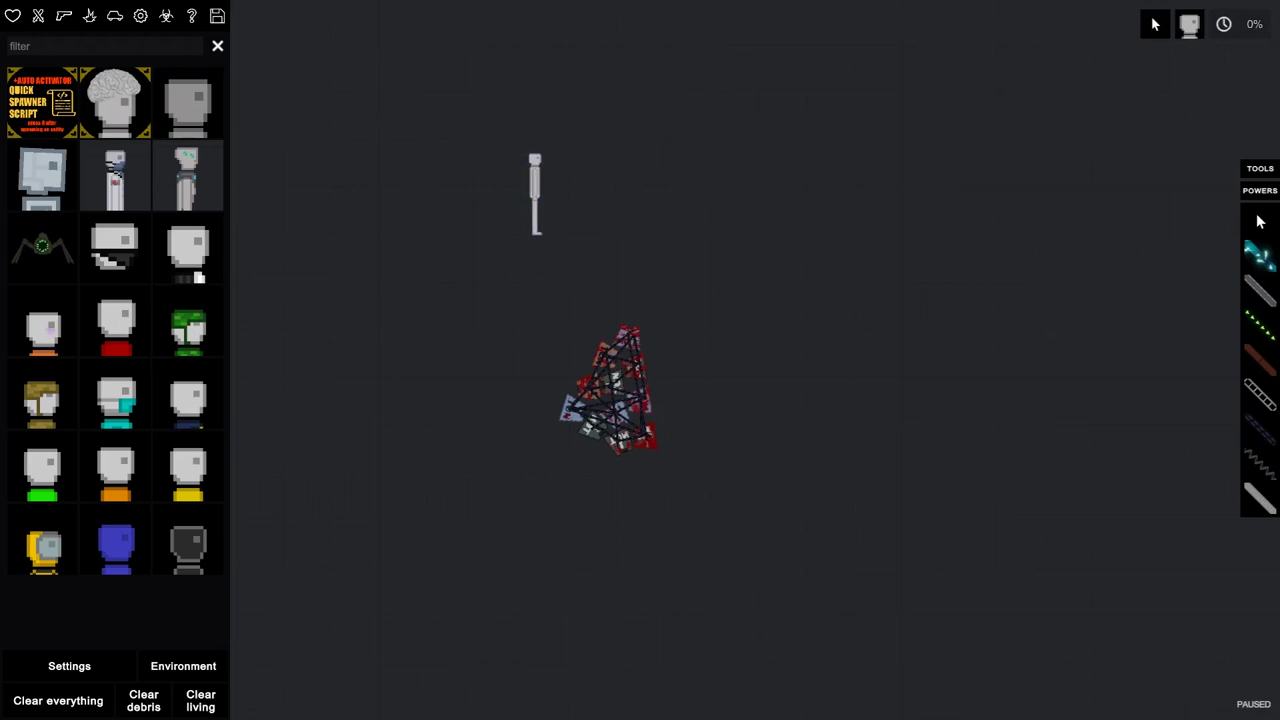 0%
filter
+AUTO ACTIVATOR
QUICK
SPAWNER
SCRIPT
TOOLS
POWERS
Settings
Environment
Clear everything
Clear debris
Clear living
PAUSED